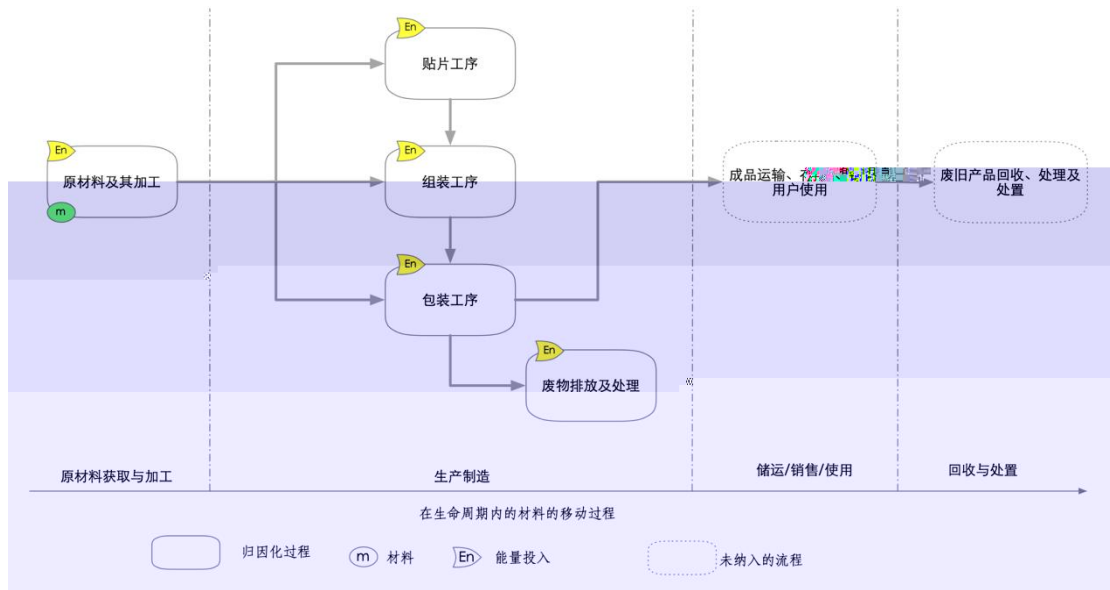 En
贴片工序
En
原材料及其加工
m
En
组装工序
成品运输、
用户使用
废旧产品回收、处理及
处置
En
包装工序
En
废物排放及处理
原材料获取与加工
生产制造
储运/销售/使用
回收与处置
在生命周期内的材料的移动过程
归因化过程
m
材料
En
能量投入
未纳入的流程